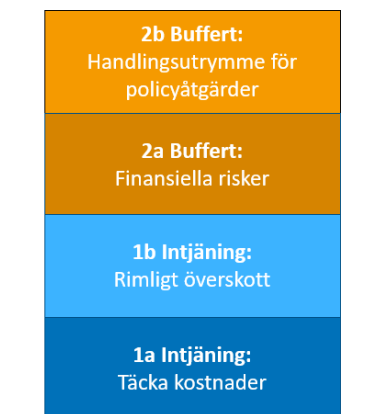 2b Buffert:
Handlingsutrymme för
policyåtgärder
2a Buffert:
Finansiella risker
1b Intjäning:
Rimligt överskott
1a Intjäning:
Täcka kostnader